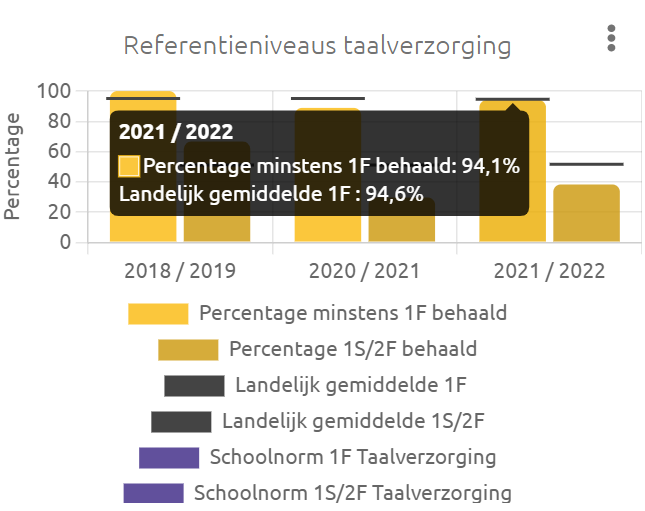 Referentieniveaus taalverzorging
Percentage
100
80
60
40
20
0
2021 / 2022
Percentage minstens 1F behaald: 94,1%
Landelijk gemiddelde 1F : 94,6%
2018 / 2019
2020 / 2021
2021 / 2022
Percentage minstens 1F behaald
Percentage 1S/2F behaald
Landelijk gemiddelde 1F
Landelijk gemiddelde 1S/2F
Schoolnorm 1F Taalverzorging
Schoolnorm 1S/2F Taalverzorging